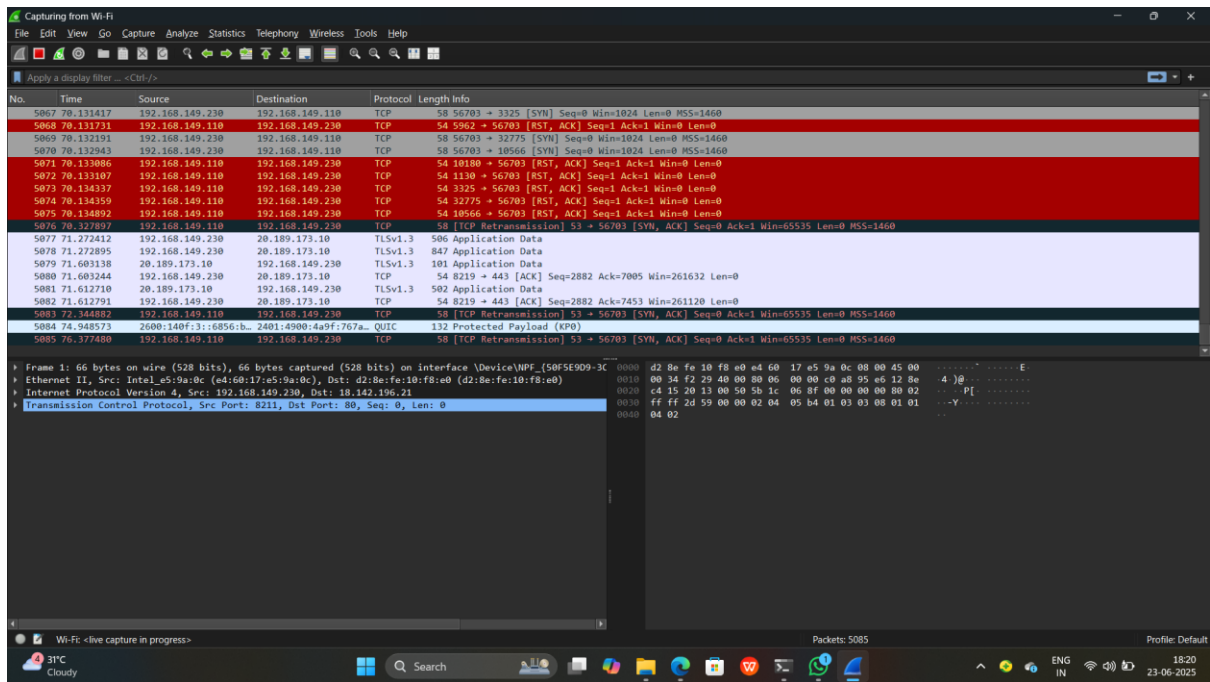 Capturing from Wi-Fi
File Edit View Go Capture Analyze Statistics Telephony Wireless Tools Help
Apply a display filter ... <Ctrl-/>
No. Time Source Destination Protocol Length Info
5067 70.131417 192.168.149.230 192.168.149.110 TCP 58 56703 → 3325 [SYN] Seq=0 Win=1024 Len=0 MSS=1460
5068 70.131731 192.168.149.110 192.168.149.230 TCP 54 5962 → 56703 [RST, ACK] Seq=1 Ack=1 Win=0 Len=0
5069 70.132191 192.168.149.230 192.168.149.110 TCP 58 56703 → 32775 [SYN] Seq=0 Win=1024 Len=0 MSS=1460
5070 70.132943 192.168.149.230 192.168.149.110 TCP 58 56703 → 10566 [SYN] Seq=0 Win=1024 Len=0 MSS=1460
5071 70.133086 192.168.149.110 192.168.149.230 TCP 54 10180 → 56703 [RST, ACK] Seq=1 Ack=1 Win=0 Len=0
5072 70.133107 192.168.149.110 192.168.149.230 TCP 54 1130 → 56703 [RST, ACK] Seq=1 Ack=1 Win=0 Len=0
5073 70.134337 192.168.149.110 192.168.149.230 TCP 54 3325 → 56703 [RST, ACK] Seq=1 Ack=1 Win=0 Len=0
5074 70.134359 192.168.149.110 192.168.149.230 TCP 54 32775 → 56703 [RST, ACK] Seq=1 Ack=1 Win=0 Len=0
5075 70.134892 192.168.149.110 192.168.149.230 TCP 54 10566 → 56703 [RST, ACK] Seq=1 Ack=1 Win=0 Len=0
5076 70.327897 192.168.149.110 192.168.149.230 TCP 58 [TCP Retransmission] 53 → 56703 [SYN, ACK] Seq=0 Ack=1 Win=65535 Len=0 MSS=1460
5077 71.272412 192.168.149.230 20.189.173.10 TLSv1.3 506 Application Data
5078 71.272895 192.168.149.230 20.189.173.10 TLSv1.3 847 Application Data
5079 71.603138 20.189.173.10 192.168.149.230 TLSv1.3 101 Application Data
5080 71.603244 192.168.149.230 20.189.173.10 TCP 54 8219 → 443 [ACK] Seq=2882 Ack=7005 Win=261632 Len=0
5081 71.612710 20.189.173.10 192.168.149.230 TLSv1.3 502 Application Data
5082 71.612791 192.168.149.230 20.189.173.10 TCP 54 8219 → 443 [ACK] Seq=2882 Ack=7453 Win=261120 Len=0
5083 72.344882 192.168.149.110 192.168.149.230 TCP 58 [TCP Retransmission] 53 → 56703 [SYN, ACK] Seq=0 Ack=1 Win=65535 Len=0 MSS=1460
5084 74.948573 2600:140f:3::6856:b... 2401:4900:4a9f:767a... QUIC 132 Protected Payload (KP0)
5085 76.377480 192.168.149.110 192.168.149.230 TCP 58 [TCP Retransmission] 53 → 56703 [SYN, ACK] Seq=0 Ack=1 Win=65535 Len=0 MSS=1460
Frame 1: 66 bytes on wire (528 bits), 66 bytes captured (528 bits) on interface \Device\NPF_{50F5E9D9-3C
Ethernet II, Src: Intel_e5:9a:0c (e4:60:17:e5:9a:0c), Dst: d2:8e:fe:10:f8:e0 (d2:8e:fe:10:f8:e0)
Internet Protocol Version 4, Src: 192.168.149.230, Dst: 18.142.196.21
Transmission Control Protocol, Src Port: 8211, Dst Port: 80, Seq: 0, Len: 0
0000 d2 8e fe 10 f8 e0 e4 60 17 e5 9a 0c 08 00 45 00 ·······` ······E·
0010 00 34 f2 29 40 00 80 06 00 00 c0 a8 95 e6 12 8e ·4·)@··· ········
0020 c4 15 20 13 00 50 5b 1c 06 8f 00 00 00 00 80 02 ·· ··P[· ········
0030 ff ff 2d 59 00 00 02 04 05 b4 01 03 03 08 01 01 ··-Y···· ········
0040 04 02 ··
Wi-Fi: <live capture in progress>
Packets: 5085
Profile: Default
4
31°C
Cloudy
Search
ENG
IN
18:20
23-06-2025